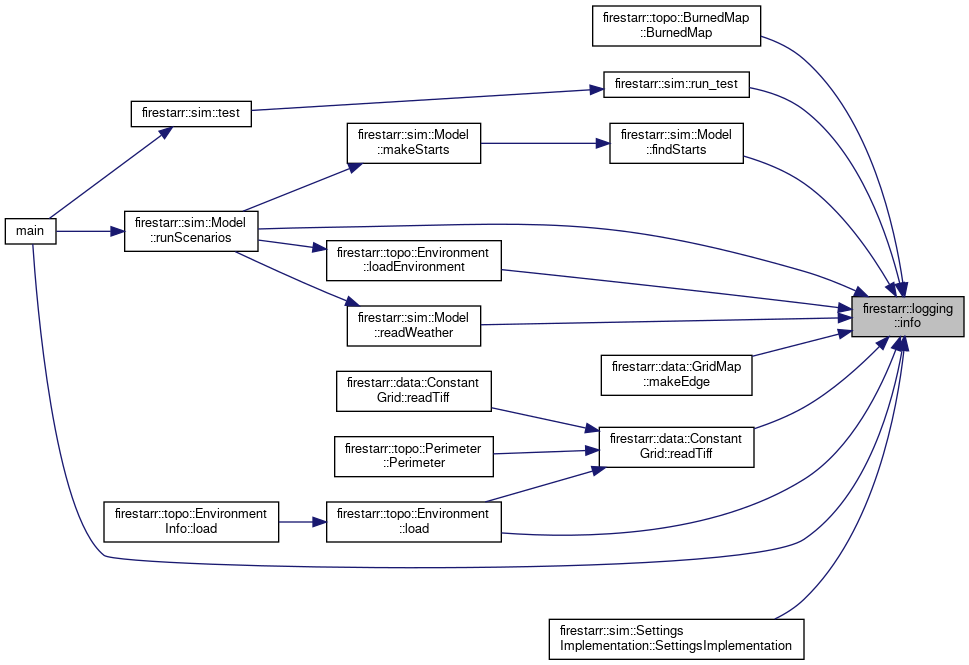 firestarr::topo::BurnedMap
::BurnedMap
firestarr::sim::run_test
firestarr::sim::test
firestarr::sim::Model
::makeStarts
firestarr::sim::Model
::findStarts
main
firestarr::sim::Model
::runScenarios
firestarr::topo::Environment
::loadEnvironment
firestarr::logging
::info
firestarr::sim::Model
::readWeather
firestarr::data::GridMap
::makeEdge
firestarr::data::Constant
Grid::readTiff
firestarr::topo::Perimeter
::Perimeter
firestarr::data::Constant
Grid::readTiff
firestarr::topo::Environment
Info::load
firestarr::topo::Environment
::load
firestarr::sim::Settings
Implementation::SettingsImplementation